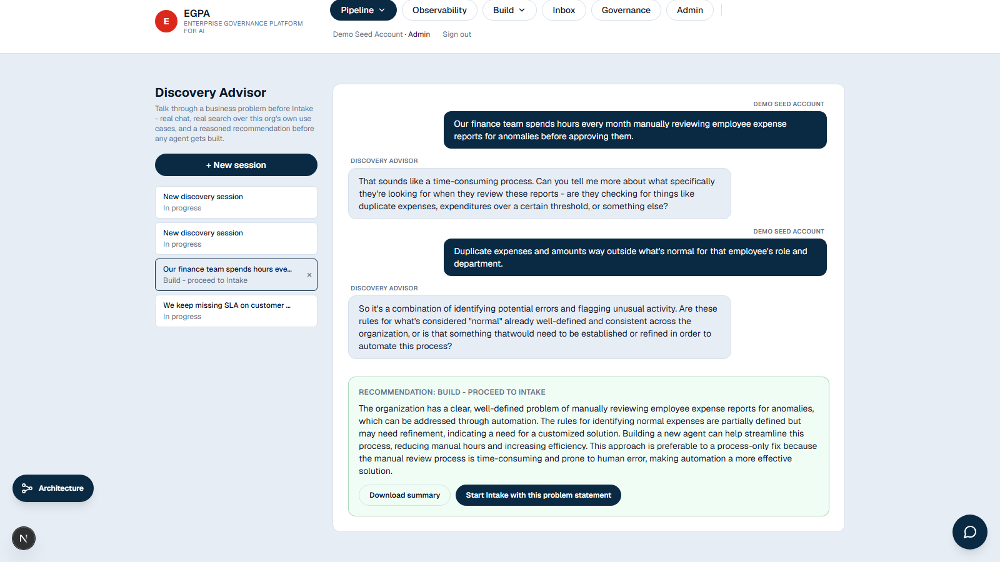 E
EGPA
ENTERPRISE GOVERNANCE PLATFORM
FOR AI
Pipeline
Observability
Build
Inbox
Governance
Admin
Demo Seed Account · Admin
Sign out
Discovery Advisor
Talk through a business problem before Intake
- real chat, real search over this org's own use
cases, and a reasoned recommendation before
any agent gets built.
+ New session
New discovery session
In progress
New discovery session
In progress
Our finance team spends hours eve...
Build - proceed to Intake
×
We keep missing SLA on customer ...
In progress
DEMO SEED ACCOUNT
Our finance team spends hours every month manually reviewing employee expense
reports for anomalies before approving them.
DISCOVERY ADVISOR
That sounds like a time-consuming process. Can you tell me more about what specifically
they're looking for when they review these reports - are they checking for things like
duplicate expenses, expenditures over a certain threshold, or something else?
DEMO SEED ACCOUNT
Duplicate expenses and amounts way outside what's normal for that employee's role and
department.
DISCOVERY ADVISOR
So it's a combination of identifying potential errors and flagging unusual activity. Are these
rules for what's considered "normal" already well-defined and consistent across the
organization, or is that something thatwould need to be established or refined in order to
automate this process?
RECOMMENDATION: BUILD - PROCEED TO INTAKE
The organization has a clear, well-defined problem of manually reviewing employee expense reports for anomalies,
which can be addressed through automation. The rules for identifying normal expenses are partially defined but
may need refinement, indicating a need for a customized solution. Building a new agent can help streamline this
process, reducing manual hours and increasing efficiency. This approach is preferable to a process-only fix because
the manual review process is time-consuming and prone to human error, making automation a more effective
solution.
Download summary
Start Intake with this problem statement
Architecture
N